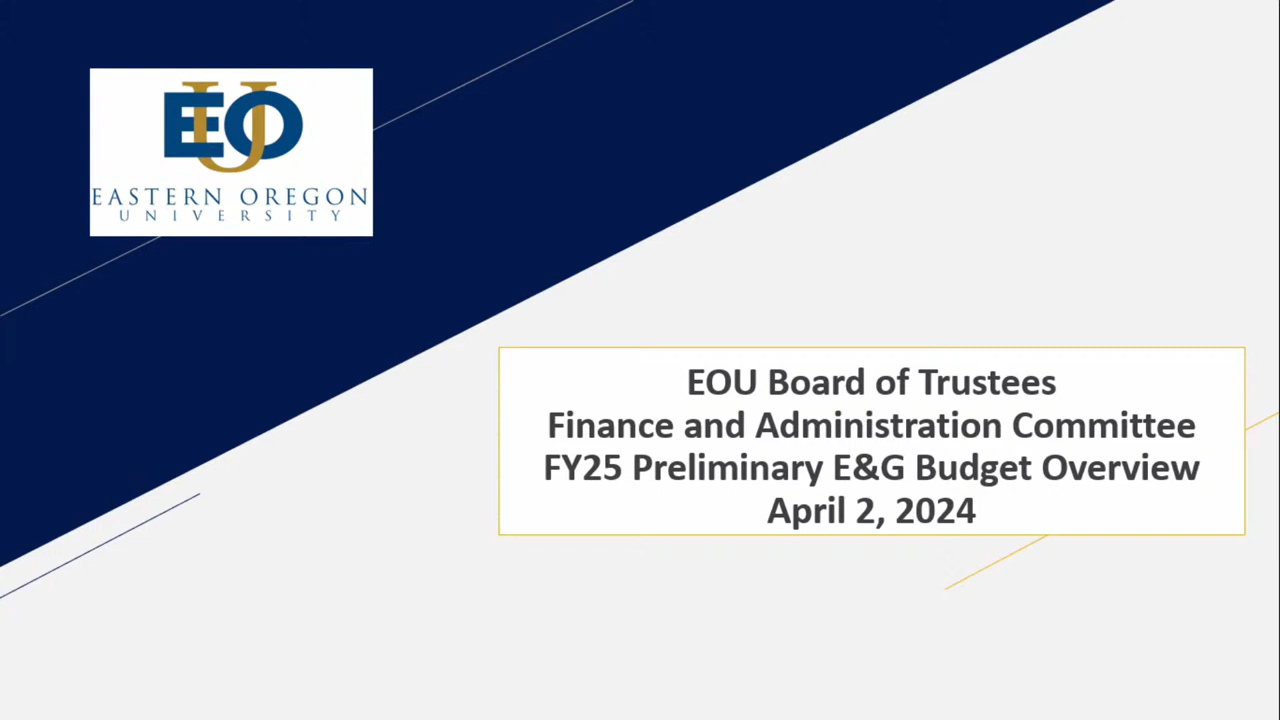 EOU
EASTERN OREGON
UNIVERSITY
EOU Board of Trustees
Finance and Administration Committee
FY25 Preliminary E&G Budget Overview
April 2, 2024